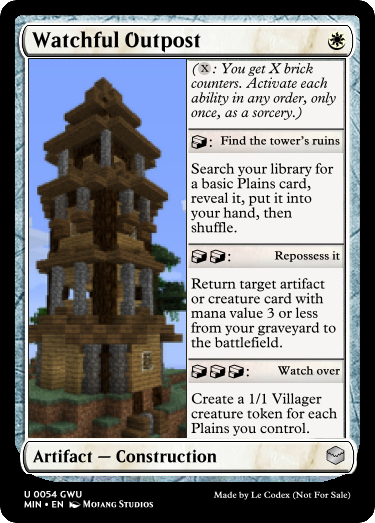 Watchful Outpost
(X: You get X brick
counters. Activate each
ability in any order, only
once, as a sorcery.)
: Find the tower's ruins
Search your library for
a basic Plains card,
reveal it, put it into
your hand, then
shuffle.
: Repossess it
Return target artifact
or creature card with
mana value 3 or less
from your graveyard to
the battlefield.
: Watch over
Create a 1/1 Villager
creature token for each
Plains you control.
Artifact — Construction
U 0054 GWU
MIN • EN Mojang Studios
Made by Le Codex (Not For Sale)